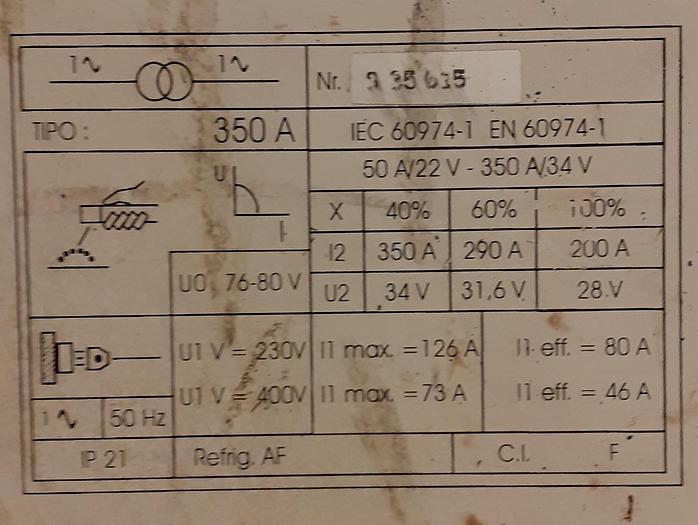 1∿ 1∿ Nr.
TIPO : 350 A IEC 60974-1 EN 60974-1
50 A/22 V - 350 A/34 V
U
I
X 40% 60% 100%
I2 350 A 290 A 200 A
U0 76-80 V U2 34 V 31,6 V 28 V
U1 V = 230V I1 max. =126 A I1 eff. = 80 A
U1 V = 400V I1 max. =73 A I1 eff. = 46 A
1∿ 50 Hz
IP 21 Refrig. AF C.I. F